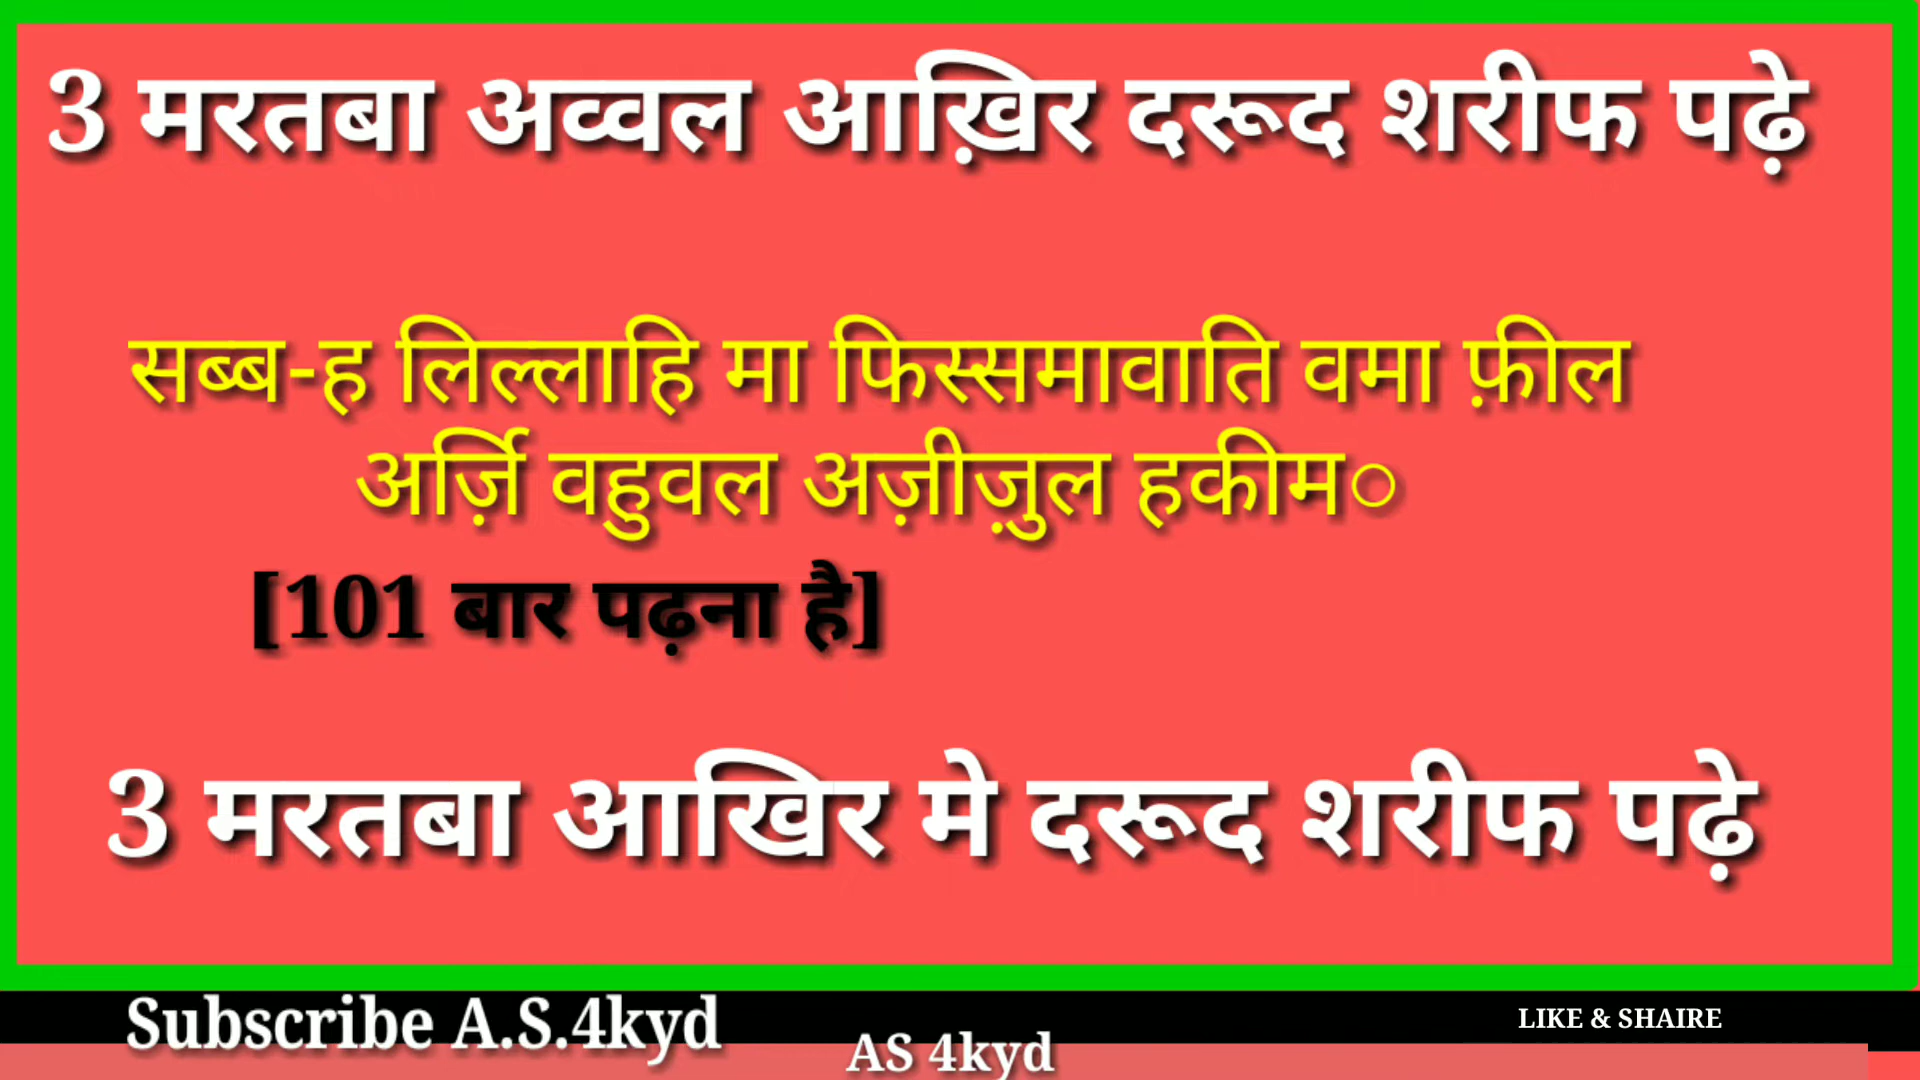 3 मरतबा अव्वल आख़िर दरूद शरीफ पढ़े
सब्ब-ह लिल्लाहि मा फिस्समावाति वमा फ़ील
अर्ज़ि वहुवल अज़ीज़ुल हकीम०
[101 बार पढ़ना है]
3 मरतबा आखिर मे दरूद शरीफ पढ़े
Subscribe A.S.4kyd
AS 4kyd
LIKE & SHAIRE